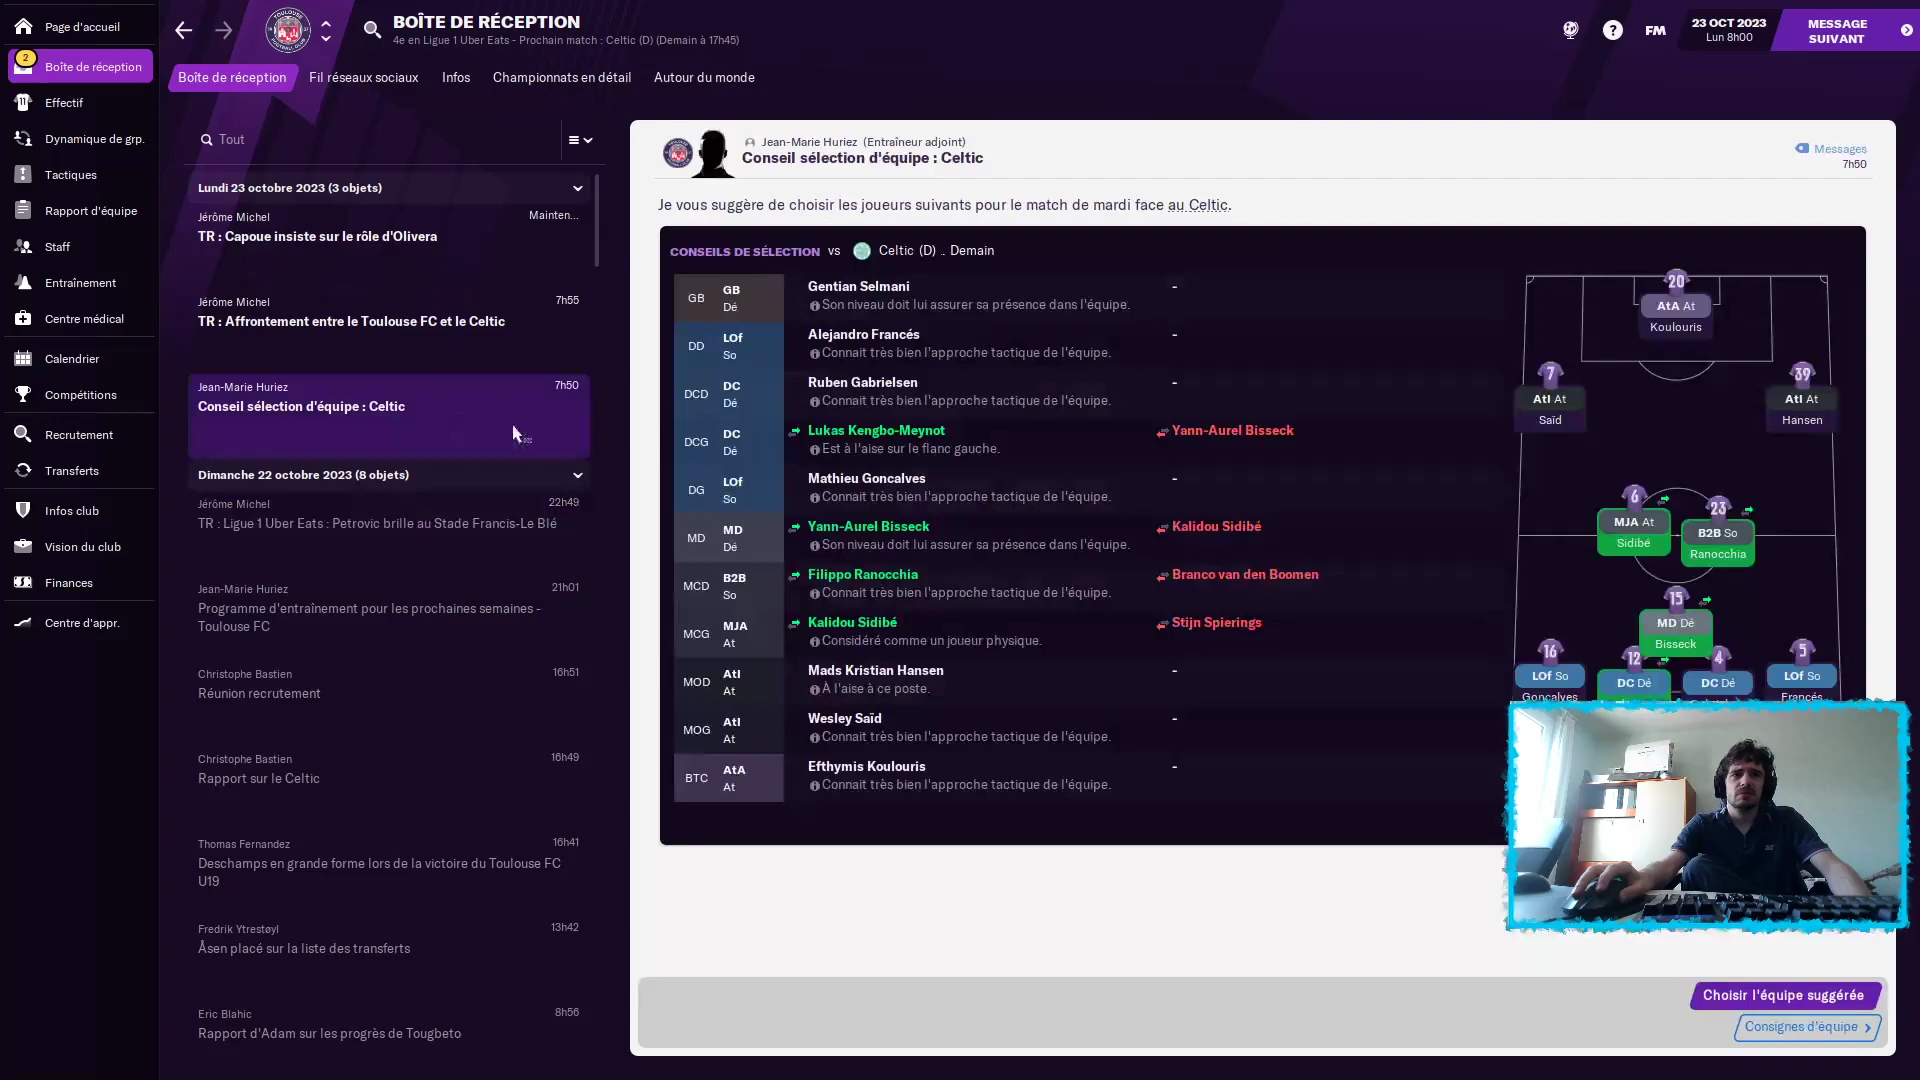 Page d'accueil
2
Boîte de réception
Effectif
Dynamique de grp.
Tactiques
Rapport d'équipe
Staff
Entraînement
Centre médical
Calendrier
Compétitions
Recrutement
Transferts
Infos club
Vision du club
Finances
Centre d'appr.
BOÎTE DE RÉCEPTION
4e en Ligue 1 Uber Eats - Prochain match : Celtic (D) (Demain à 17h45)
FM
23 OCT 2023
Lun 8h00
MESSAGE
SUIVANT
Boîte de réception
Fil réseaux sociaux
Infos
Championnats en détail
Autour du monde
Tout
Lundi 23 octobre 2023 (3 objets)
Jérôme Michel
Mainten...
TR : Capoue insiste sur le rôle d'Olivera
Jérôme Michel
7h55
TR : Affrontement entre le Toulouse FC et le Celtic
Jean-Marie Huriez
7h50
Conseil sélection d'équipe : Celtic
Dimanche 22 octobre 2023 (8 objets)
Jérôme Michel
22h49
TR : Ligue 1 Uber Eats : Petrovic brille au Stade Francis-Le Blé
Jean-Marie Huriez
21h01
Programme d'entraînement pour les prochaines semaines -
Toulouse FC
Christophe Bastien
16h51
Réunion recrutement
Christophe Bastien
16h49
Rapport sur le Celtic
Thomas Fernandez
16h41
Deschamps en grande forme lors de la victoire du Toulouse FC
U19
Fredrik Ytrestøyl
13h42
Åsen placé sur la liste des transferts
Eric Blahic
8h56
Rapport d'Adam sur les progrès de Tougbeto
Jean-Marie Huriez (Entraîneur adjoint)
Conseil sélection d'équipe : Celtic
Messages
7h50
Je vous suggère de choisir les joueurs suivants pour le match de mardi face au Celtic.
CONSEILS DE SÉLECTION vs Celtic (D) .. Demain
GB GB Dé
Gentian Selmani -
Son niveau doit lui assurer sa présence dans l'équipe.
DD LOf So
Alejandro Francés -
Connait très bien l'approche tactique de l'équipe.
DCD DC Dé
Ruben Gabrielsen -
Connait très bien l'approche tactique de l'équipe.
DCG DC Dé
Lukas Kengbo-Meynot Yann-Aurel Bisseck
Est à l'aise sur le flanc gauche.
DG LOf So
Mathieu Goncalves -
Connait très bien l'approche tactique de l'équipe.
MD MD Dé
Yann-Aurel Bisseck Kalidou Sidibé
Son niveau doit lui assurer sa présence dans l'équipe.
MCD B2B So
Filippo Ranocchia Branco van den Boomen
Connait très bien l'approche tactique de l'équipe.
MCG MJA At
Kalidou Sidibé Stijn Spierings
Considéré comme un joueur physique.
MOD AtI At
Mads Kristian Hansen -
À l'aise à ce poste.
MOG AtI At
Wesley Saïd -
Connait très bien l'approche tactique de l'équipe.
BTC AtA At
Efthymis Koulouris -
Connait très bien l'approche tactique de l'équipe.
20
AtA At
Koulouris
7
AtI At
Saïd
39
AtI At
Hansen
6
MJA At
Sidibé
23
B2B So
Ranocchia
15
MD Dé
Bisseck
16
LOf So
Goncalves
12
DC Dé
4
DC Dé
5
LOf So
Francés
Choisir l'équipe suggérée
Consignes d'équipe